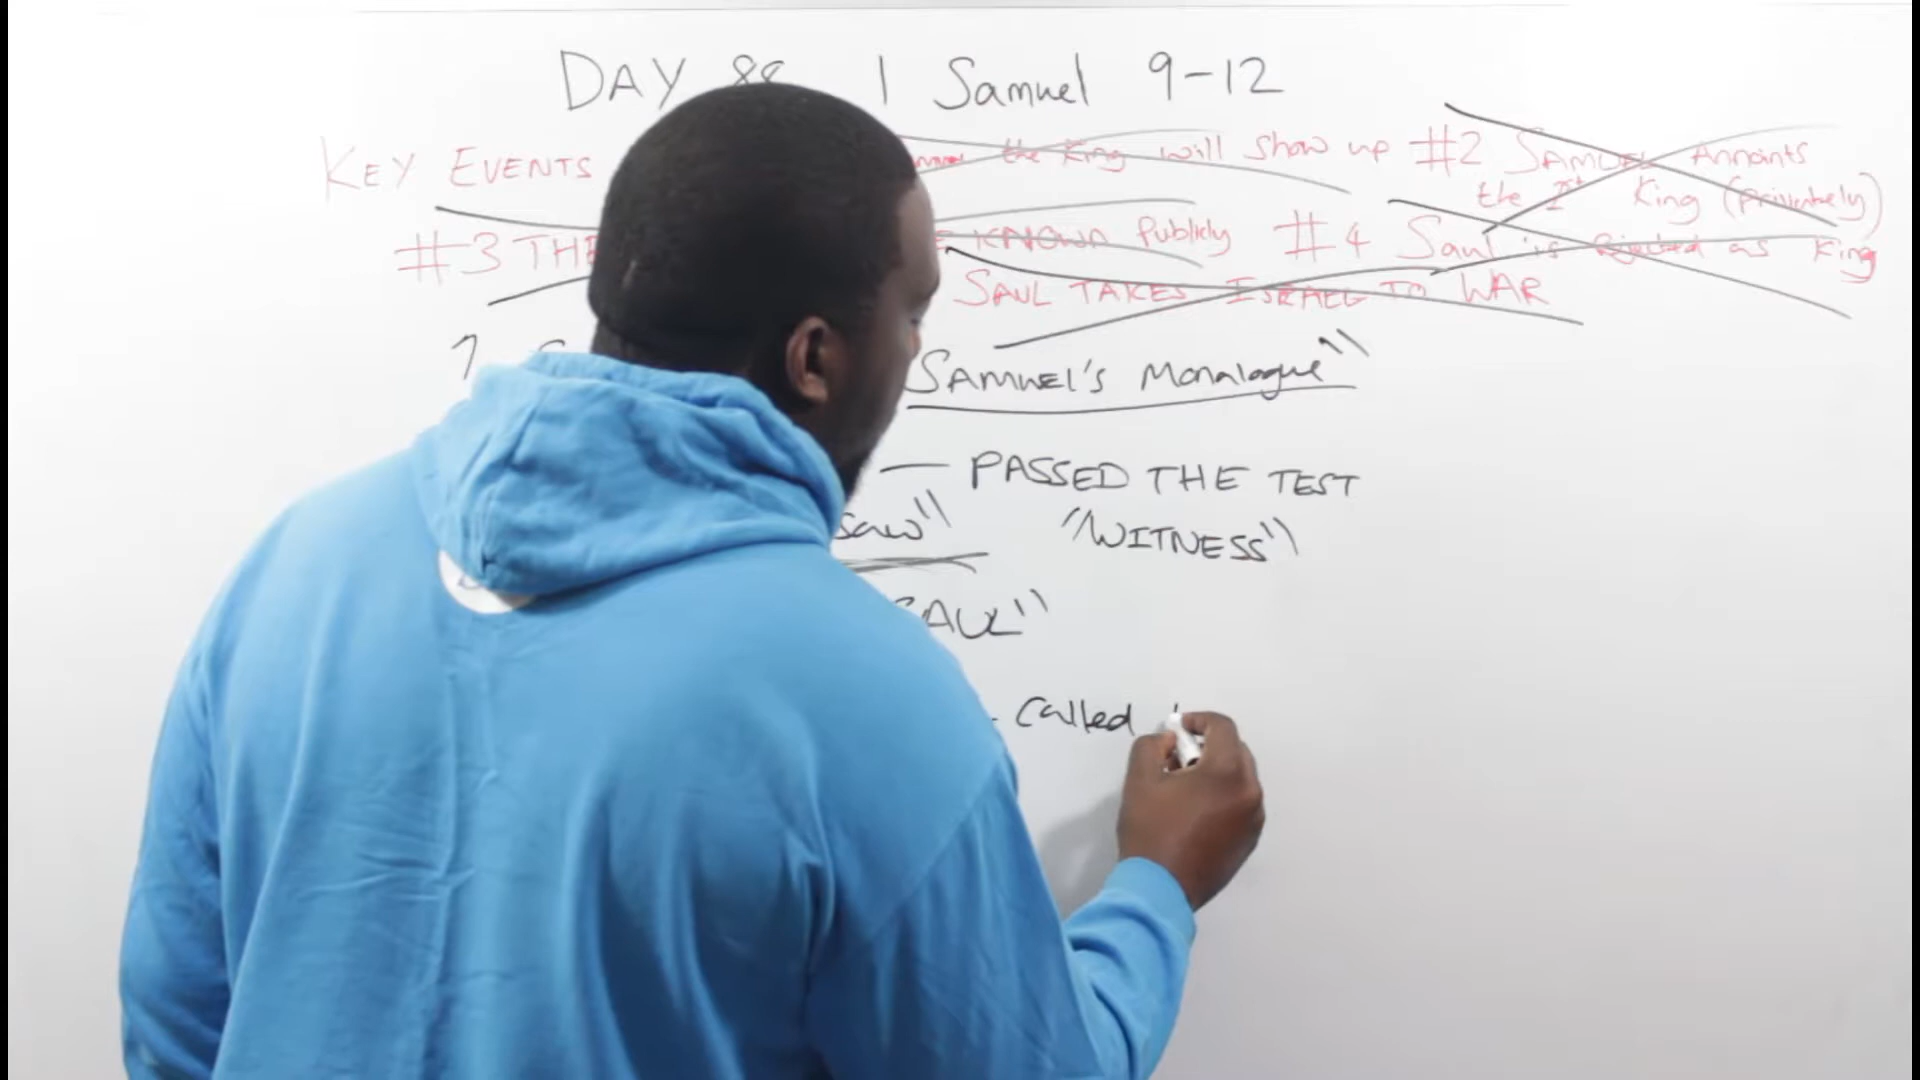 DAY 88 1 Samuel 9-12
KEY EVENTS the King will show up #2 SAMUEL Annoints
the 1st King (privately)
#3 THE KNOWN Publicly #4 Saul is Rejected as King
SAUL TAKES ISRAEL TO WAR
SAMUEL'S Monalogue"
— PASSED THE TEST
saw" "WITNESS"
SAUL"
- Called